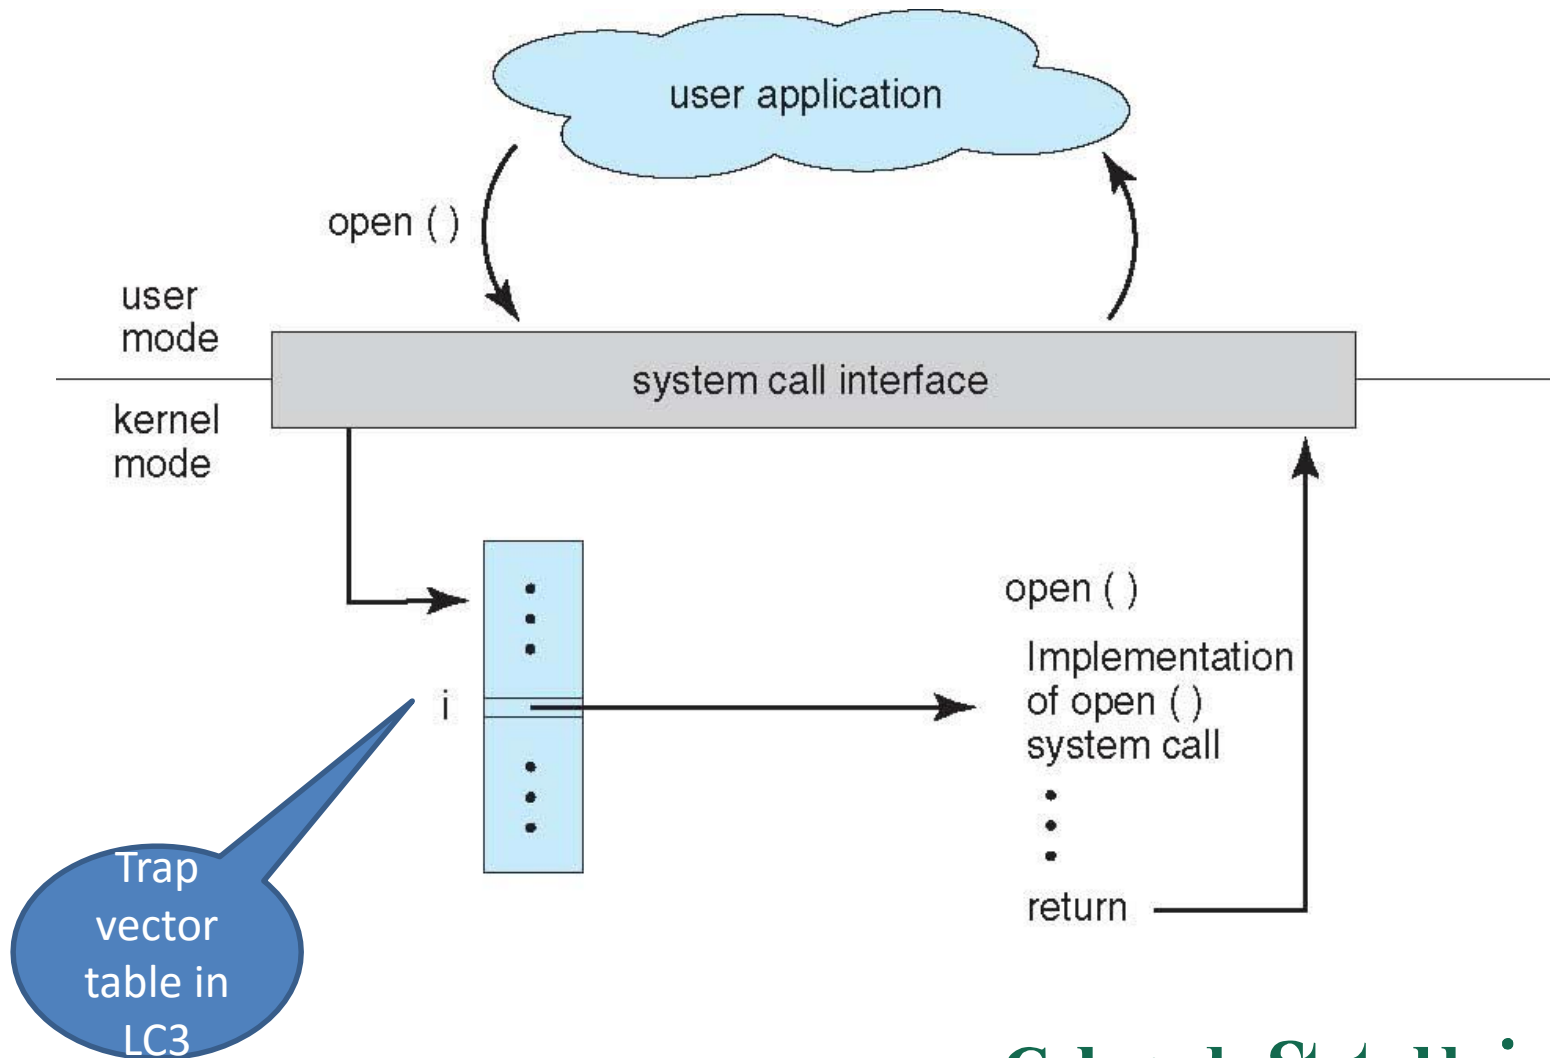 user application
open ( )
user
mode
system call interface
kernel
mode
open ( )
Implementation
of open ( )
system call
i
return
Trap
vector
table in
LC3